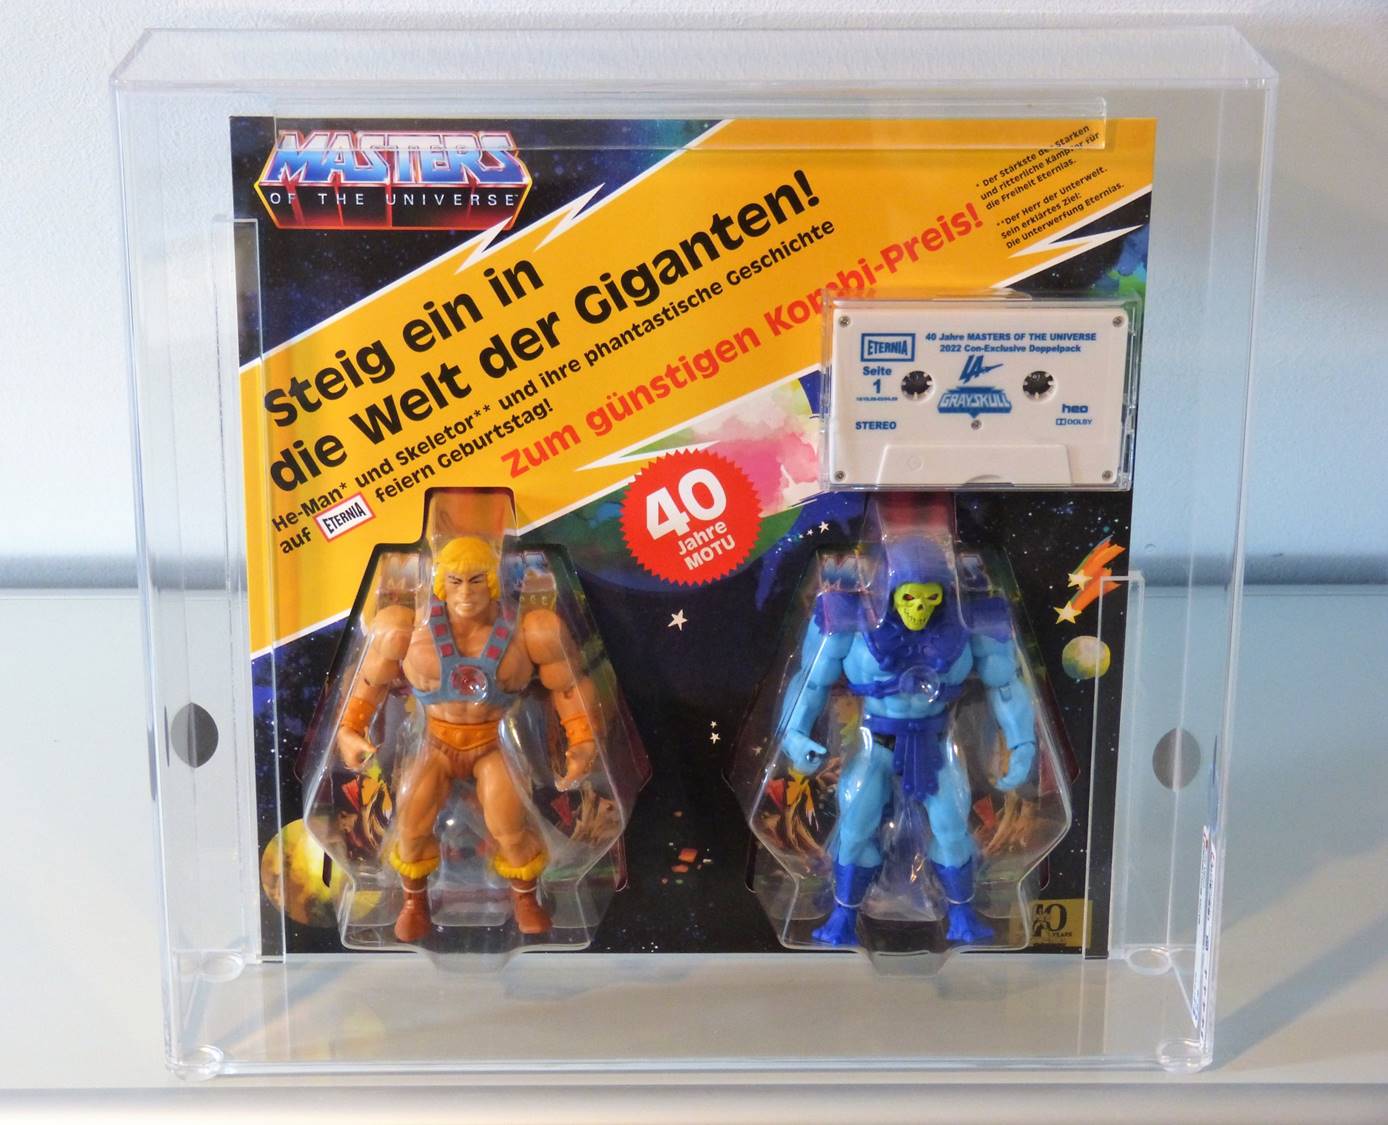 MASTERS
OF THE UNIVERSE
Steig ein in
die Welt der Giganten!
He-Man* und Skeletor** und ihre phantastische Geschichte
auf ETERNIA feiern Geburtstag!
Zum günstigen Kombi-Preis!
* Der Stärkste der Starken
und ritterliche Kämpfer für
die Freiheit Eternias.
**Der Herr der Unterwelt.
Sein erklärtes Ziel:
Die Unterwerfung Eternias.
ETERNIA
40 Jahre MASTERS OF THE UNIVERSE
2022 Con-Exclusive Doppelpack
Seite
1
LA
GRAYSKULL
STEREO
heo
DOLBY
40
Jahre
MOTU
40
YEARS